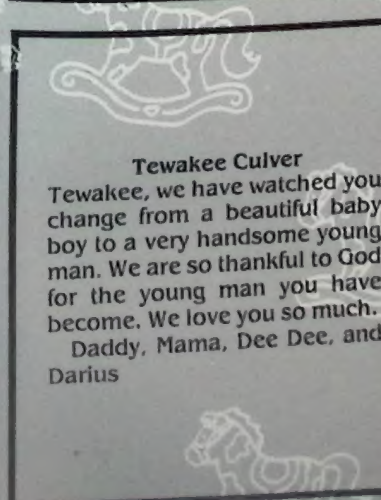 Tewakee Culver
Tewakee, we have watched you
change from a beautiful baby
boy to a very handsome young
man. We are so thankful to God
for the young man you have
become. We love you so much.
Daddy, Mama, Dee Dee, and
Darius